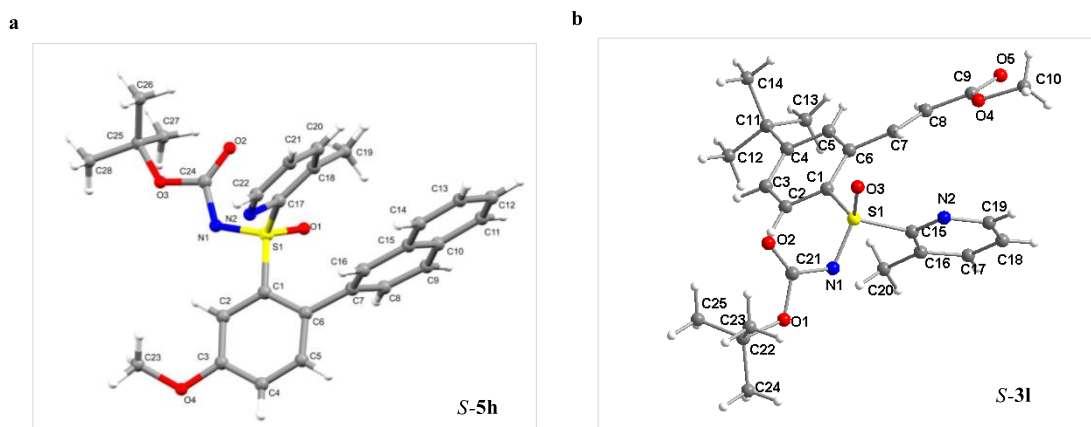 a
C26
C27
C25
C28
O2
C24
O3
C20
C21
C19
C18
C22
C17
N2
N1
O1
S1
C13
C12
C14
C11
C15
C10
C16
C9
C7
C8
C1
C2
C6
C3
C5
C23
C4
O4
S-5h
b
C14
C13
C11
C12
C4
C5
C9
O5
C10
O4
C8
C7
C6
C1
C3
C2
O3
N2
S1
C19
C15
O2
C21
C16
C18
C17
N1
C20
C25
C23
O1
C22
C24
S-3l